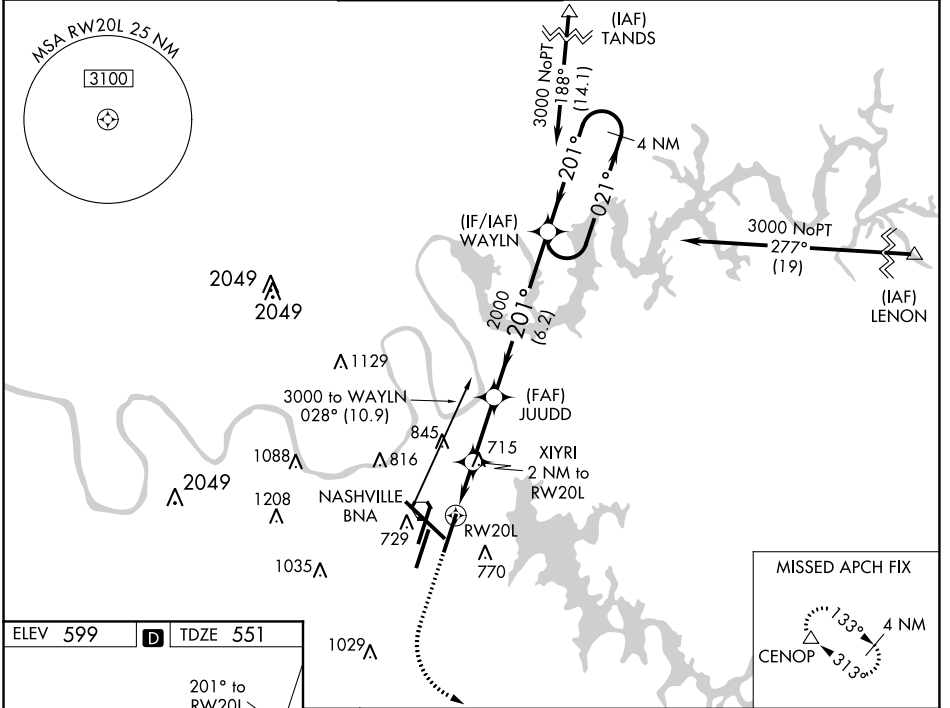 MSA RW20L 25 NM
3100
(IAF)
TANDS
3000 NoPT
188°
(14.1)
4 NM
201°
021°
(IF/IAF)
WAYLN
3000 NoPT
277°
(19)
(IAF)
LENON
2049
2049
2000
201°
(6.2)
1129
3000 to WAYLN
028° (10.9)
(FAF)
JUUDD
845
715
XIYRI
2 NM to
RW20L
1088
816
2049
1208
NASHVILLE
BNA
729
RW20L
770
1035
1029
MISSED APCH FIX
133°
4 NM
CENOP
313°
ELEV 599
D
TDZE 551
201° to
RW20L